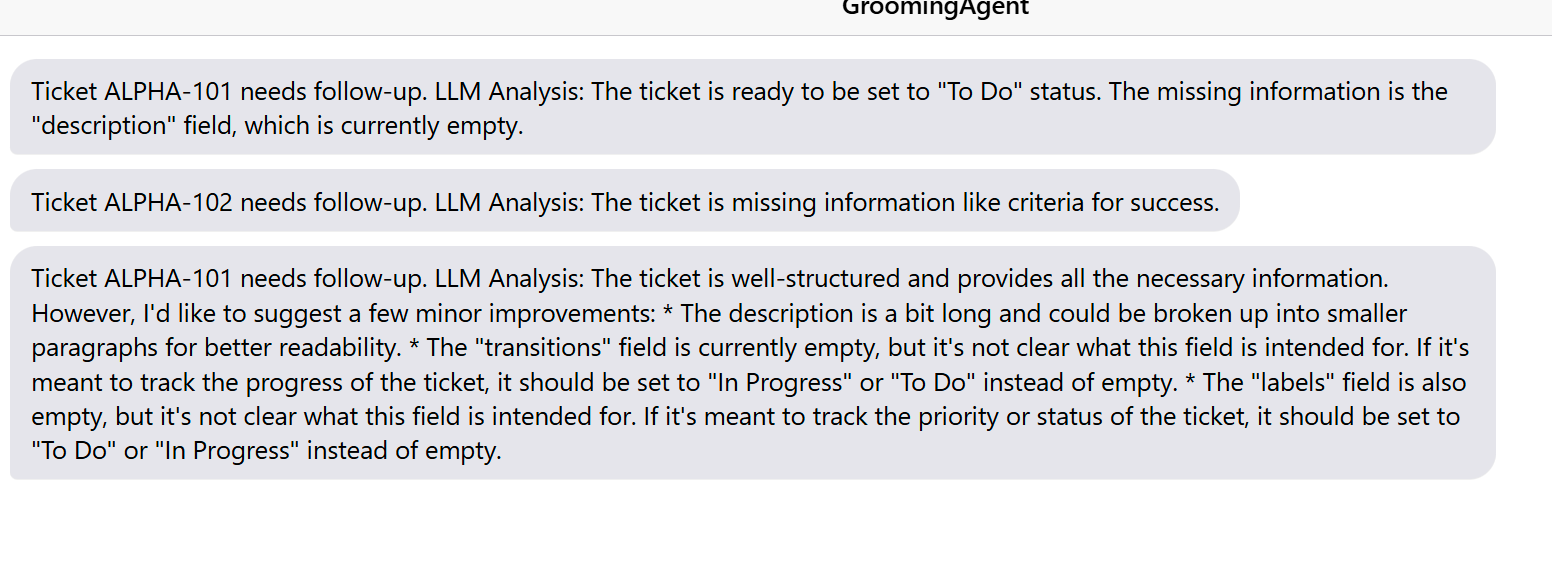 GroomingAgent
Ticket ALPHA-101 needs follow-up. LLM Analysis: The ticket is ready to be set to "To Do" status. The missing information is the
"description" field, which is currently empty.
Ticket ALPHA-102 needs follow-up. LLM Analysis: The ticket is missing information like criteria for success.
Ticket ALPHA-101 needs follow-up. LLM Analysis: The ticket is well-structured and provides all the necessary information.
However, I'd like to suggest a few minor improvements: * The description is a bit long and could be broken up into smaller
paragraphs for better readability. * The "transitions" field is currently empty, but it's not clear what this field is intended for. If it's
meant to track the progress of the ticket, it should be set to "In Progress" or "To Do" instead of empty. * The "labels" field is also
empty, but it's not clear what this field is intended for. If it's meant to track the priority or status of the ticket, it should be set to
"To Do" or "In Progress" instead of empty.